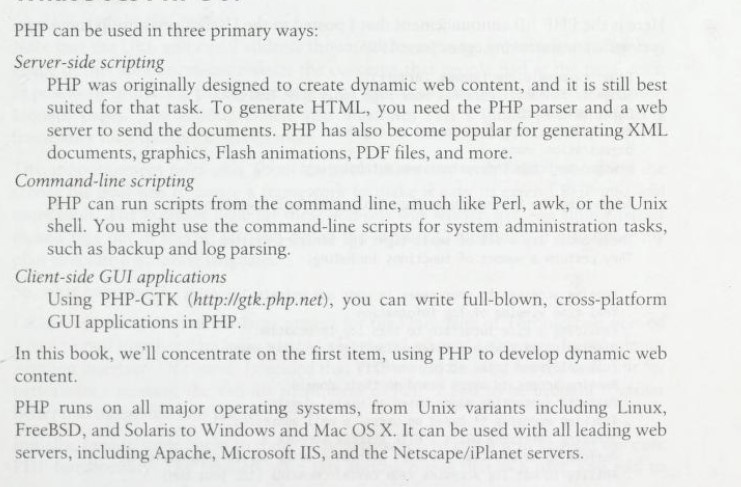 PHP can be used in three primary ways:
Server-side scripting
PHP was originally designed to create dynamic web content, and it is still best
suited for that task. To generate HTML, you need the PHP parser and a web
server to send the documents. PHP has also become popular for generating XML
documents, graphics, Flash animations, PDF files, and more.
Command-line scripting
PHP can run scripts from the command line, much like Perl, awk, or the Unix
shell. You might use the command-line scripts for system administration tasks,
such as backup and log parsing.
Client-side GUI applications
Using PHP-GTK (http://gtk.php.net), you can write full-blown, cross-platform
GUI applications in PHP.
In this book, we'll concentrate on the first item, using PHP to develop dynamic web
content.
PHP runs on all major operating systems, from Unix variants including Linux,
FreeBSD, and Solaris to Windows and Mac OS X. It can be used with all leading web
servers, including Apache, Microsoft IIS, and the Netscape/iPlanet servers.